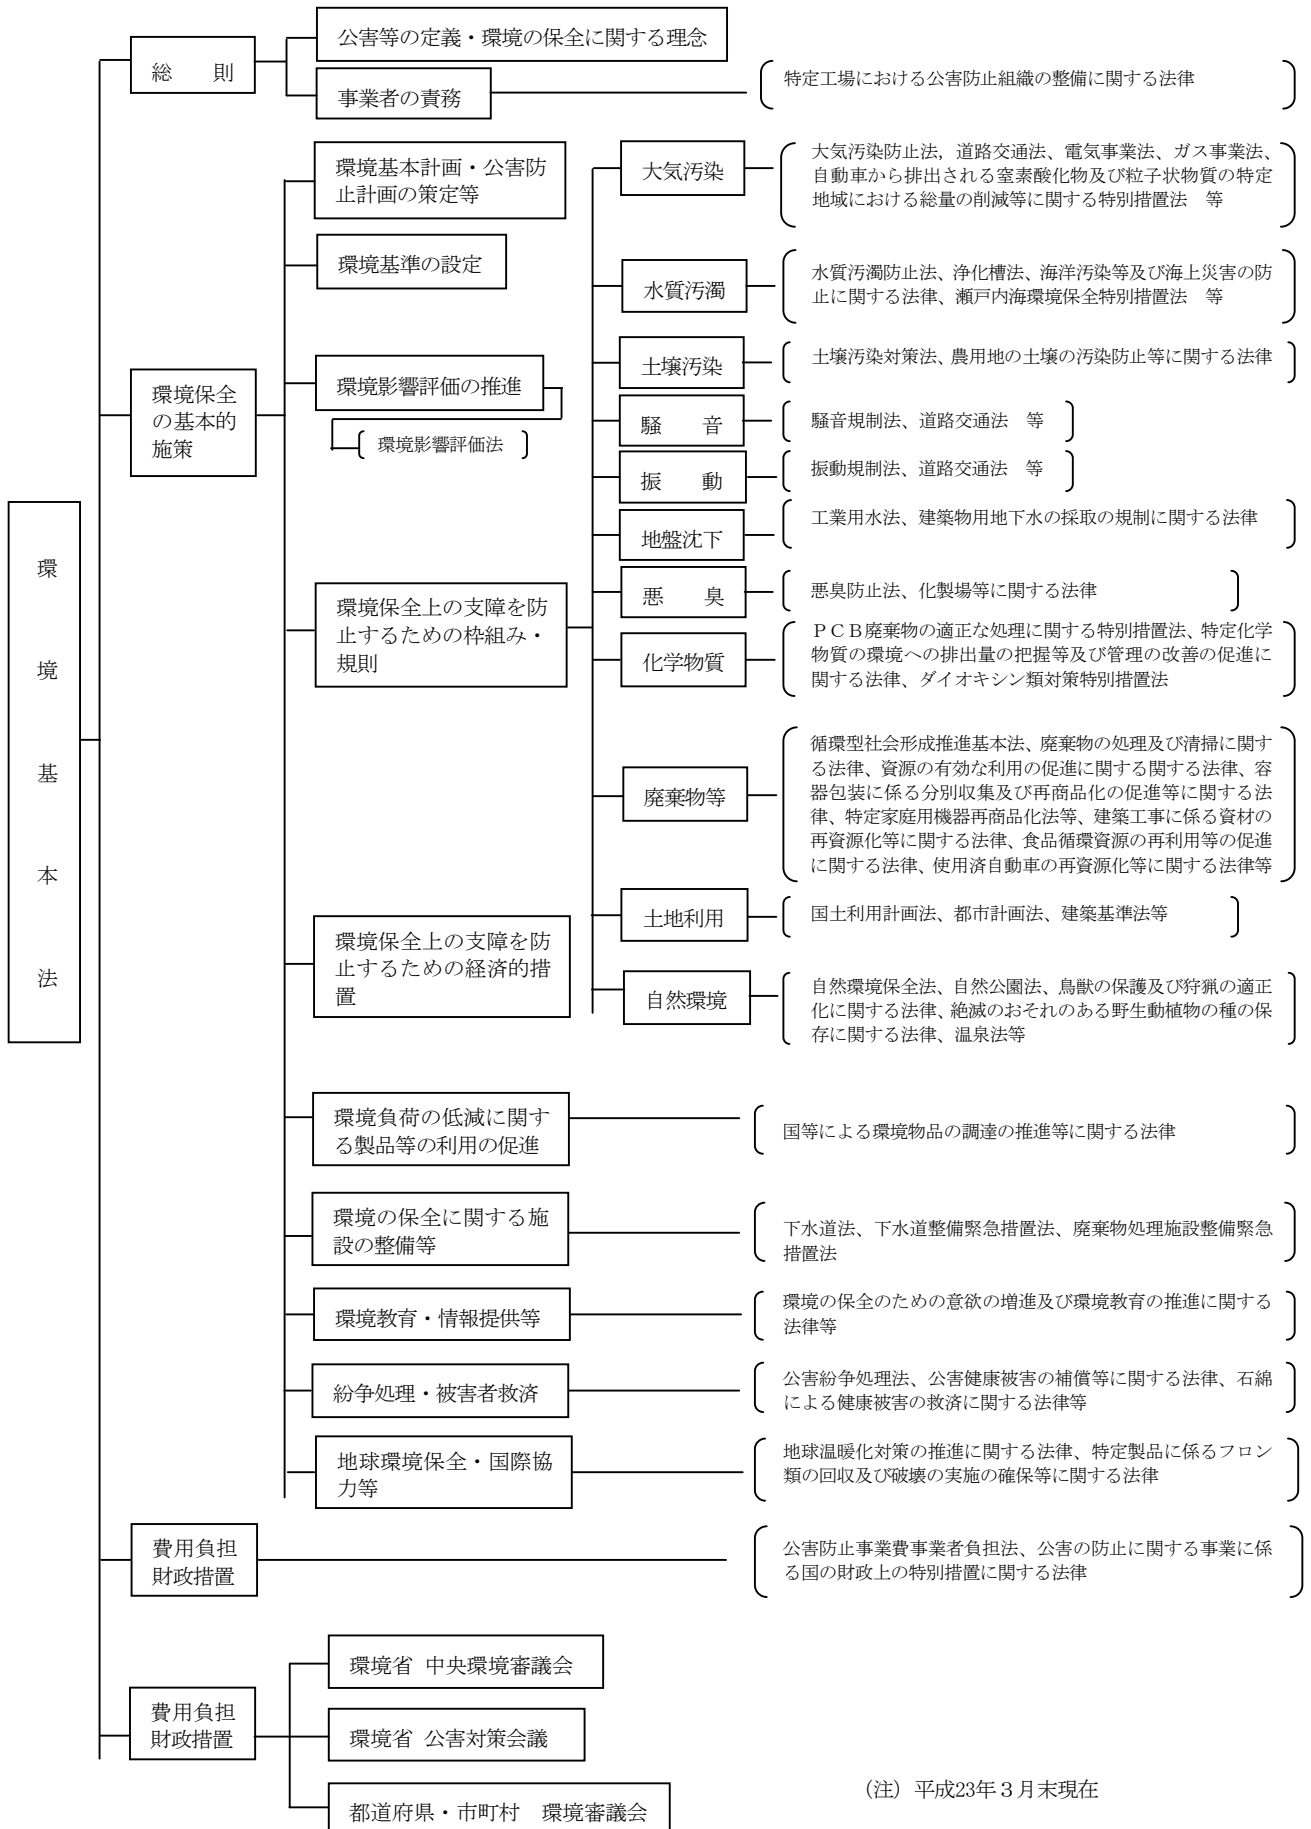 公害等の定義・環境の保全に関する理念
総　　則
事業者の責務
特定工場における公害防止組織の整備に関する法律
環境基本計画・公害防
止計画の策定等
環境基準の設定
環境影響評価の推進
環境影響評価法
環境保全
の基本的
施策
環境保全上の支障を防
止するための枠組み・
規則
大気汚染
大気汚染防止法，道路交通法、電気事業法、ガス事業法、
自動車から排出される窒素酸化物及び粒子状物質の特定
地域における総量の削減等に関する特別措置法　等
水質汚濁
水質汚濁防止法、浄化槽法、海洋汚染等及び海上災害の防
止に関する法律、瀬戸内海環境保全特別措置法　等
土壌汚染
土壌汚染対策法、農用地の土壌の汚染防止等に関する法律
騒　　音
騒音規制法、道路交通法　等
振　　動
振動規制法、道路交通法　等
地盤沈下
工業用水法、建築物用地下水の採取の規制に関する法律
悪　　臭
悪臭防止法、化製場等に関する法律
化学物質
ＰＣＢ廃棄物の適正な処理に関する特別措置法、特定化学
物質の環境への排出量の把握等及び管理の改善の促進に
関する法律、ダイオキシン類対策特別措置法
廃棄物等
循環型社会形成推進基本法、廃棄物の処理及び清掃に関す
る法律、資源の有効な利用の促進に関する関する法律、容
器包装に係る分別収集及び再商品化の促進等に関する法
律、特定家庭用機器再商品化法等、建築工事に係る資材の
再資源化等に関する法律、食品循環資源の再利用等の促進
に関する法律、使用済自動車の再資源化等に関する法律等
土地利用
国土利用計画法、都市計画法、建築基準法等
自然環境
自然環境保全法、自然公園法、鳥獣の保護及び狩猟の適正
化に関する法律、絶滅のおそれのある野生動植物の種の保
存に関する法律、温泉法等
環境基本法
環境保全上の支障を防
止するための経済的措
置
環境負荷の低減に関す
る製品等の利用の促進
国等による環境物品の調達の推進等に関する法律
環境の保全に関する施
設の整備等
下水道法、下水道整備緊急措置法、廃棄物処理施設整備緊急
措置法
環境教育・情報提供等
環境の保全のための意欲の増進及び環境教育の推進に関する
法律等
紛争処理・被害者救済
公害紛争処理法、公害健康被害の補償等に関する法律、石綿
による健康被害の救済に関する法律等
地球環境保全・国際協
力等
地球温暖化対策の推進に関する法律、特定製品に係るフロン
類の回収及び破壊の実施の確保等に関する法律
費用負担
財政措置
公害防止事業費事業者負担法、公害の防止に関する事業に係
る国の財政上の特別措置に関する法律
費用負担
財政措置
環境省 中央環境審議会
環境省 公害対策会議
都道府県・市町村　環境審議会
（注）平成23年３月末現在